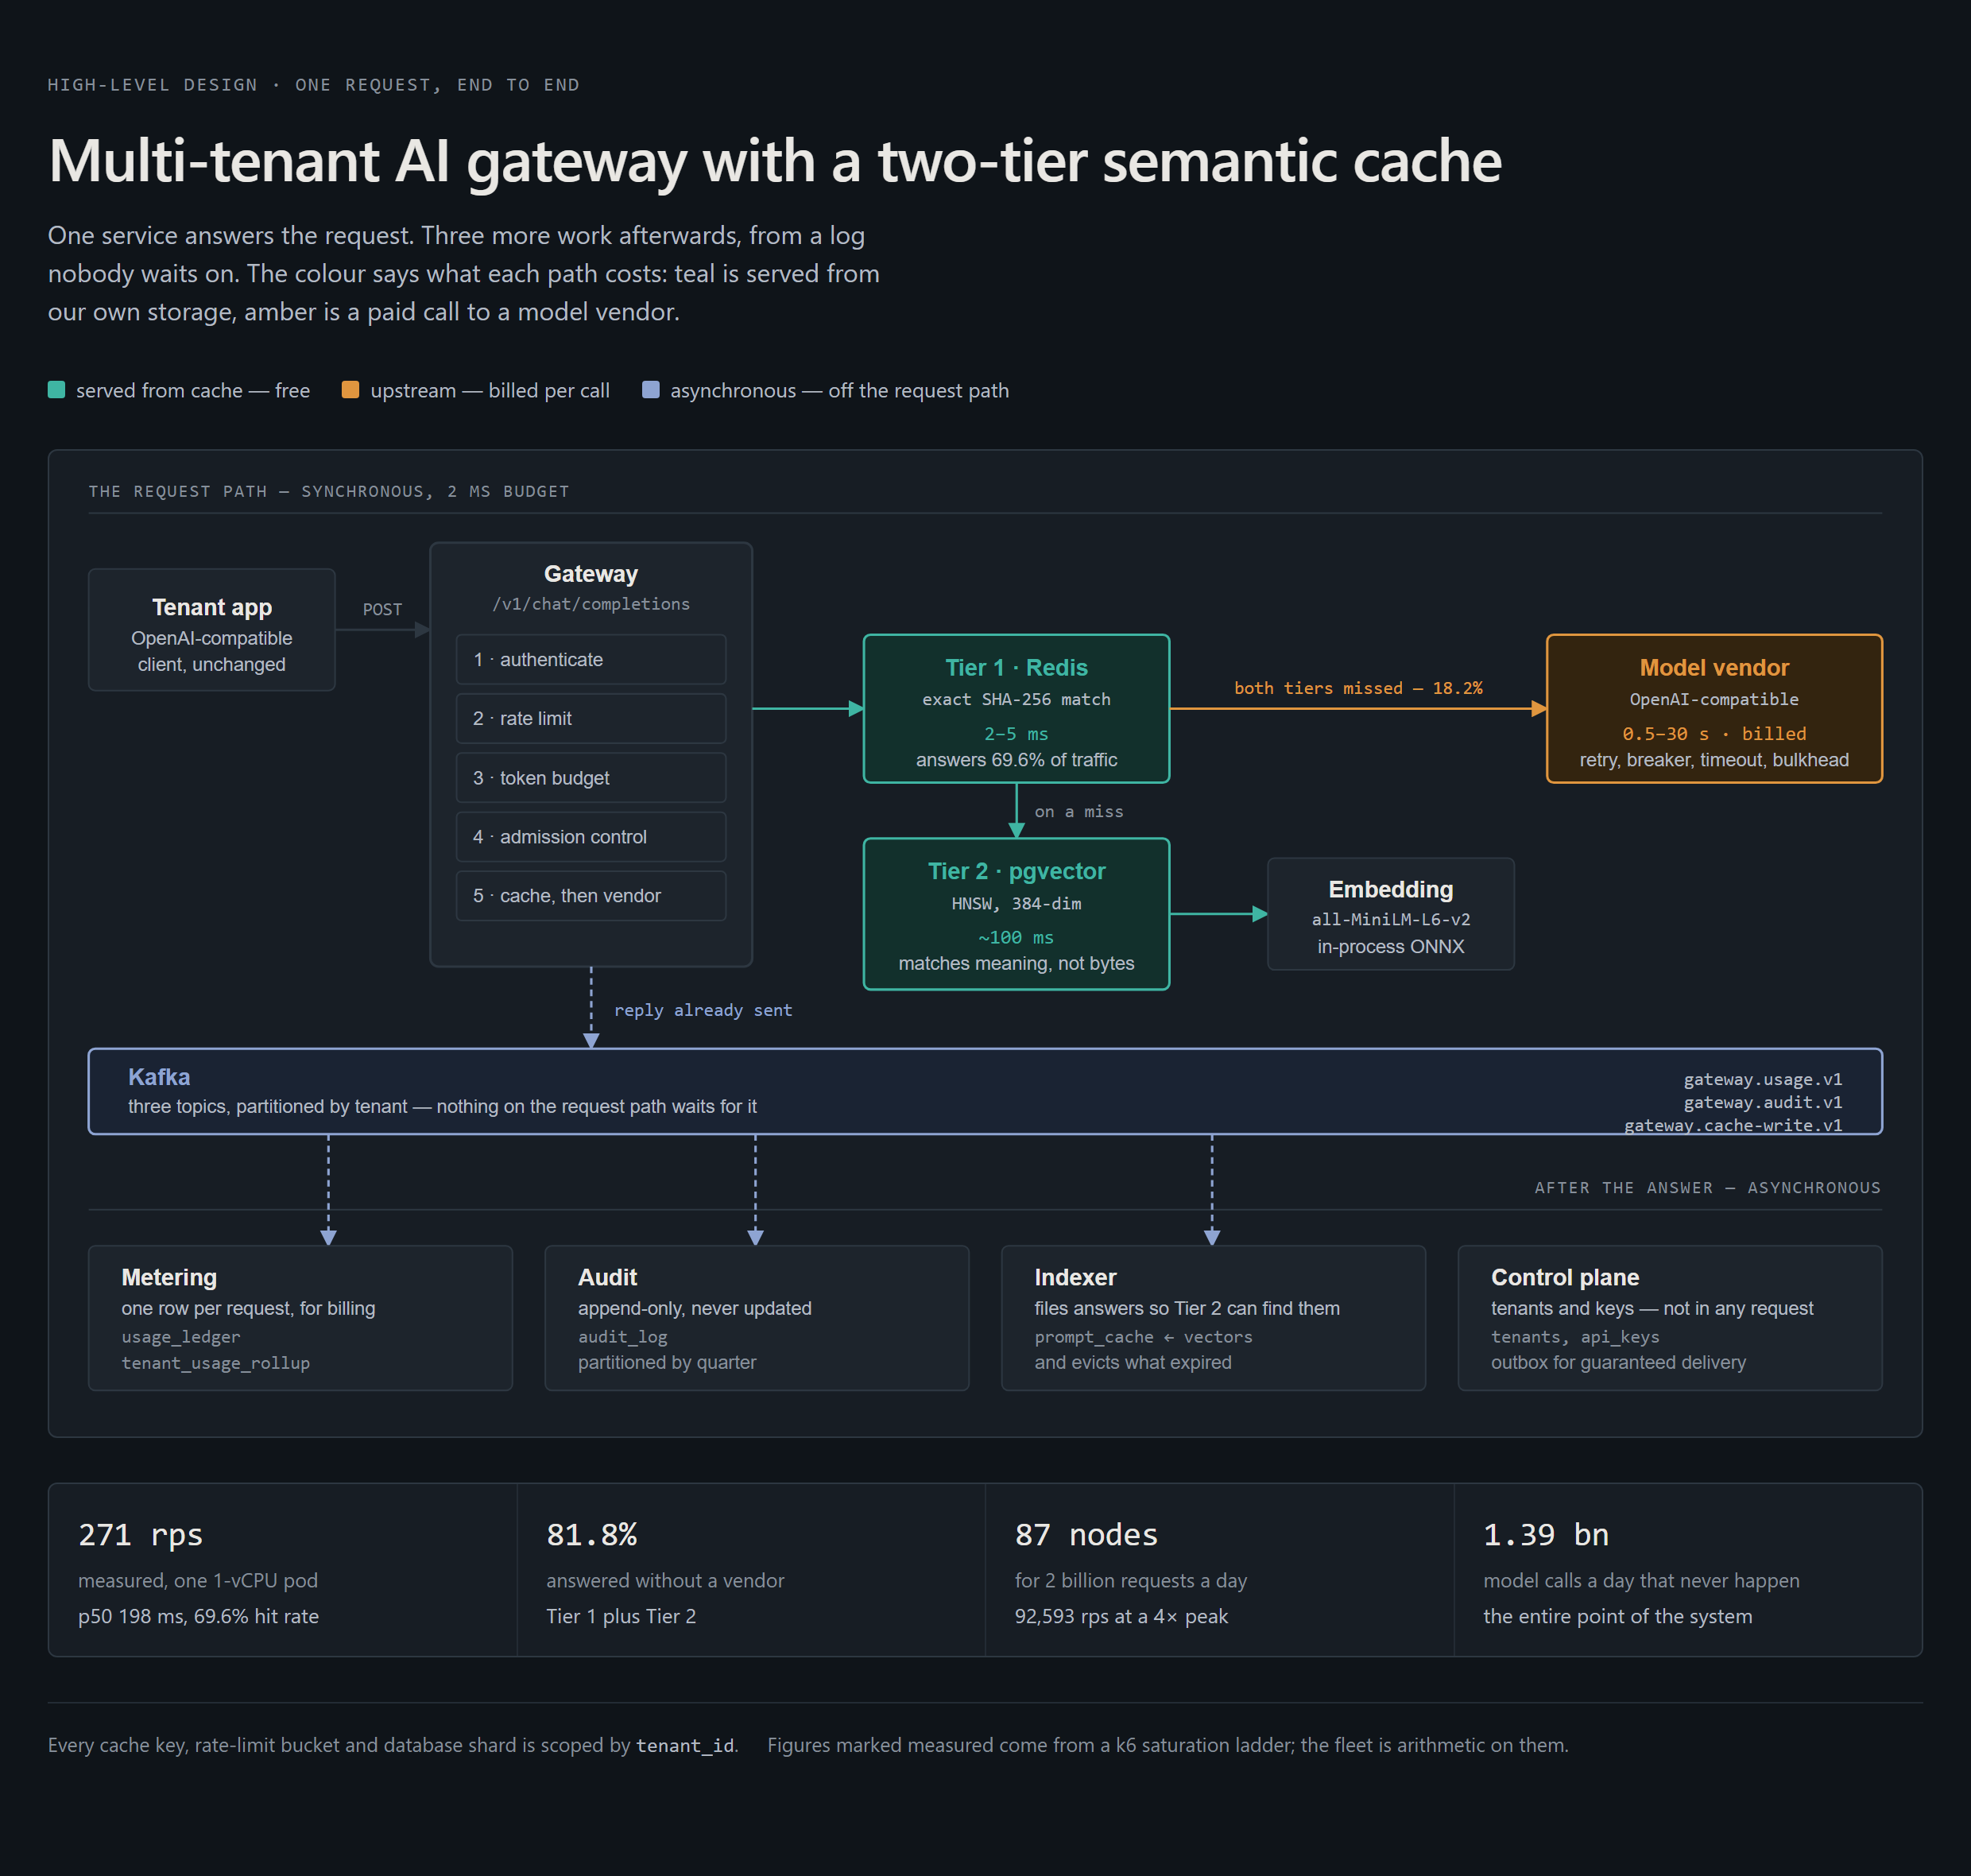 HIGH-LEVEL DESIGN · ONE REQUEST, END TO END
Multi-tenant AI gateway with a two-tier semantic cache
One service answers the request. Three more work afterwards, from a log
nobody waits on. The colour says what each path costs: teal is served from
our own storage, amber is a paid call to a model vendor.
served from cache — free
upstream — billed per call
asynchronous — off the request path
THE REQUEST PATH — SYNCHRONOUS, 2 MS BUDGET
Tenant app
OpenAI-compatible
client, unchanged
POST
Gateway
/v1/chat/completions
1 · authenticate
2 · rate limit
3 · token budget
4 · admission control
5 · cache, then vendor
Tier 1 · Redis
exact SHA-256 match
2–5 ms
answers 69.6% of traffic
both tiers missed — 18.2%
Model vendor
OpenAI-compatible
0.5–30 s · billed
retry, breaker, timeout, bulkhead
on a miss
Tier 2 · pgvector
HNSW, 384-dim
~100 ms
matches meaning, not bytes
Embedding
all-MiniLM-L6-v2
in-process ONNX
reply already sent
Kafka
three topics, partitioned by tenant — nothing on the request path waits for it
gateway.usage.v1
gateway.audit.v1
gateway.cache-write.v1
AFTER THE ANSWER — ASYNCHRONOUS
Metering
one row per request, for billing
usage_ledger
tenant_usage_rollup
Audit
append-only, never updated
audit_log
partitioned by quarter
Indexer
files answers so Tier 2 can find them
prompt_cache ← vectors
and evicts what expired
Control plane
tenants and keys — not in any request
tenants, api_keys
outbox for guaranteed delivery
271 rps
measured, one 1-vCPU pod
p50 198 ms, 69.6% hit rate
81.8%
answered without a vendor
Tier 1 plus Tier 2
87 nodes
for 2 billion requests a day
92,593 rps at a 4× peak
1.39 bn
model calls a day that never happen
the entire point of the system
Every cache key, rate-limit bucket and database shard is scoped by tenant_id.
Figures marked measured come from a k6 saturation ladder; the fleet is arithmetic on them.